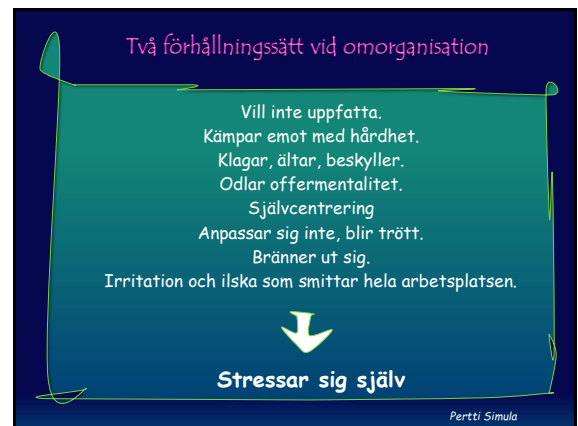 Två förhållningssätt vid omorganisation
Vill inte uppfatta.
Kämpar emot med hårdhet.
Klagar, ältar, beskyller.
Odlar offermentalitet.
Självcentrering
Anpassar sig inte, blir trött.
Bränner ut sig.
Irritation och ilska som smittar hela arbetsplatsen.
Stressar sig själv
Pertti Simula